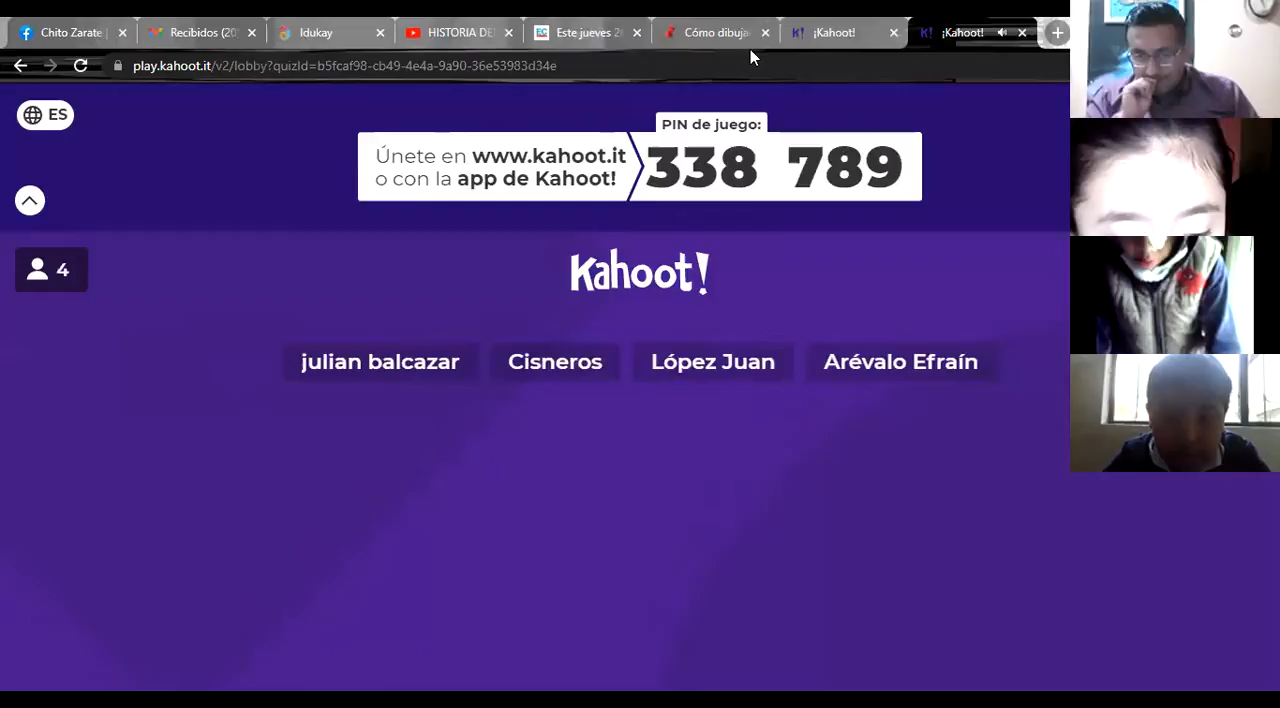 Chito Zarate
Recibidos (20
Idukay
HISTORIA DE
Este jueves 2
Cómo dibuja
¡Kahoot!
¡Kahoot!
play.kahoot.it/v2/lobby?quizId=b5fcaf98-cb49-4e4a-9a90-36e53983d34e
ES
Únete en www.kahoot.it
o con la app de Kahoot!
PIN de juego:
338 789
4
Kahoot!
julian balcazar
Cisneros
López Juan
Arévalo Efraín